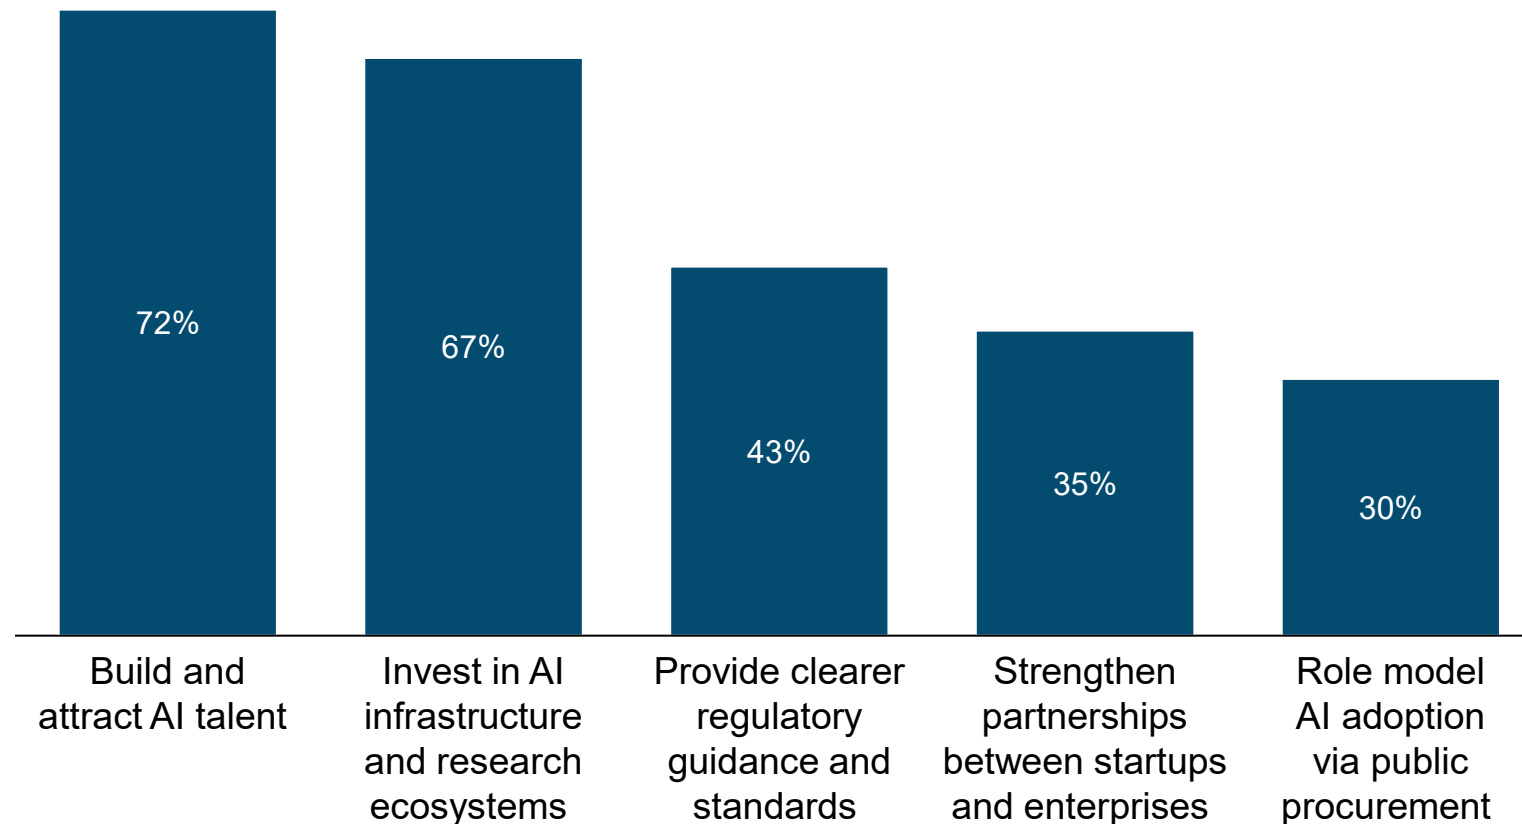 72%
67%
43%
35%
30%
Build and
attract AI talent
Invest in AI
infrastructure
and research
ecosystems
Provide clearer
regulatory
guidance and
standards
Strengthen
partnerships
between startups
and enterprises
Role model
AI adoption
via public
procurement